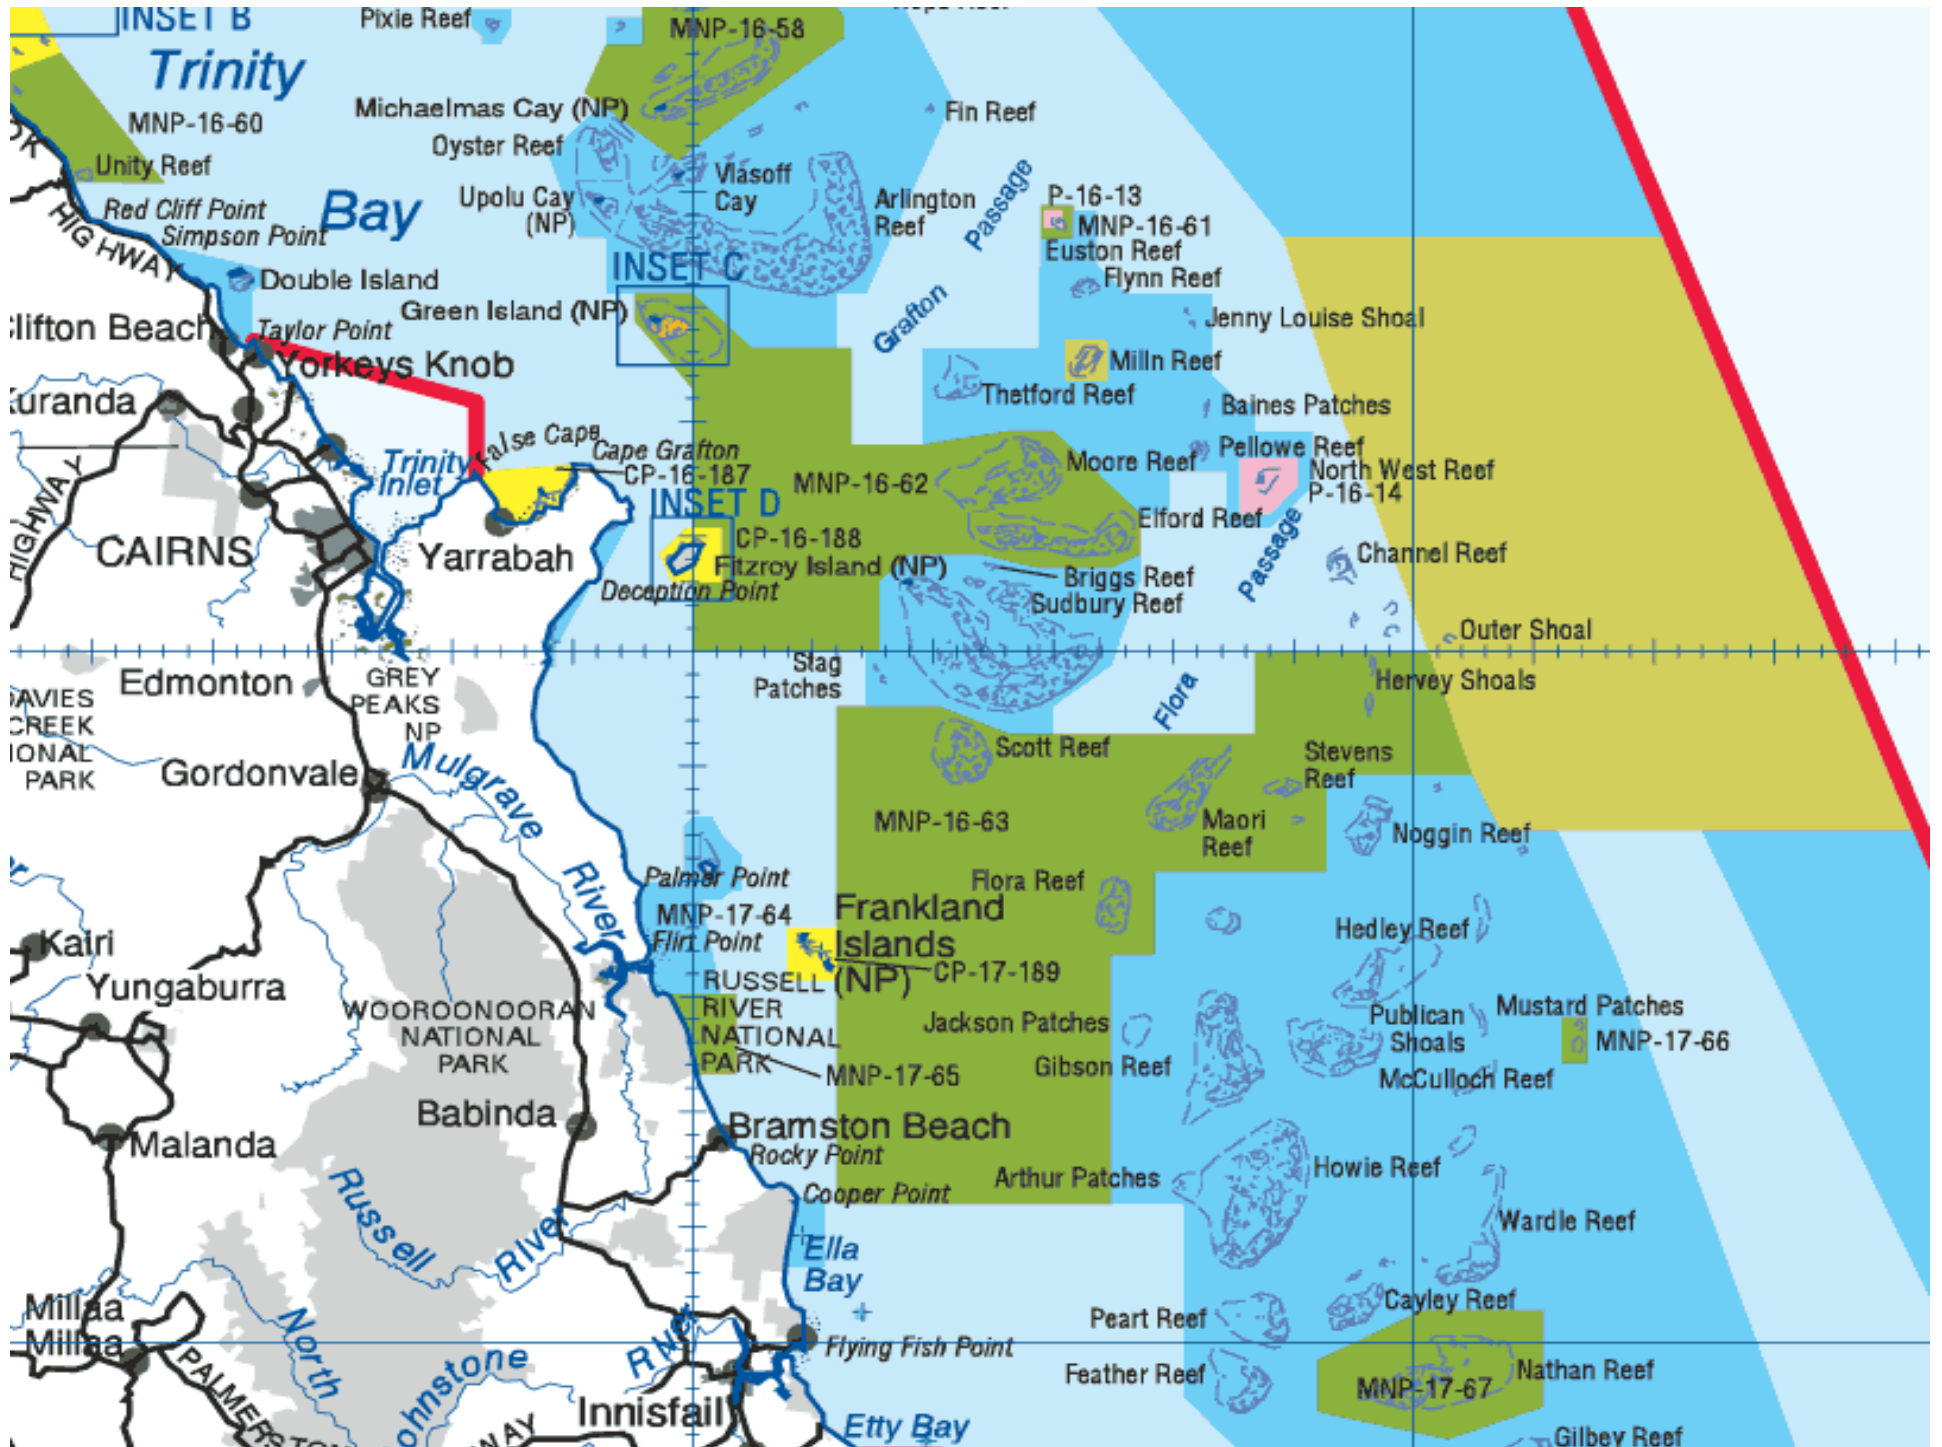 INSET B
Pixie Reef
MNP-16-58
Trinity
Bay
Michaelmas Cay (NP)
Fin Reef
MNP-16-60
Oyster Reef
Unity Reef
Vlasoff
Cay
Upolu Cay
(NP)
Arlington
Reef
Passage
Grafton
P-16-13
MNP-16-61
Euston Reef
Red Cliff Point
Simpson Point
HIGHWAY
INSET C
Flynn Reef
Double Island
Green Island (NP)
Jenny Louise Shoal
lifton Beach
Taylor Point
Yorkeys Knob
Milln Reef
Thetford Reef
uranda
Baines Patches
False Cape
Cape Grafton
Pellowe Reef
Trinity
Inlet
CP-16-187
MNP-16-62
Moore Reef
North West Reef
P-16-14
HIGHWAY
INSET D
Elford Reef
CAIRNS
Yarrabah
CP-16-188
Fitzroy Island (NP)
Channel Reef
Passage
Flora
Deception Point
Briggs Reef
Sudbury Reef
Outer Shoal
Stag
Patches
Edmonton
GREY
PEAKS
NP
Hervey Shoals
AVIES
CREEK
IONAL
PARK
Gordonvale
Mulgrave
River
Scott Reef
Stevens
Reef
MNP-16-63
Maori
Reef
Noggin Reef
Palmer Point
Flora Reef
MNP-17-64
Frankland
Islands
(NP)
Flirt Point
Hedley Reef
Kairi
CP-17-189
Yungaburra
RUSSELL
RIVER
NATIONAL
PARK
WOOROONOORAN
NATIONAL
PARK
Jackson Patches
Publican
Shoals
Mustard Patches
MNP-17-66
Gibson Reef
MNP-17-65
McCulloch Reef
Babinda
Bramston Beach
Malanda
Rocky Point
Howie Reef
Arthur Patches
Cooper Point
Russell
River
Wardle Reef
Ella
Bay
Millaa
Millaa
Cayley Reef
Peart Reef
North
ohnstone
River
Flying Fish Point
Feather Reef
Nathan Reef
MNP-17-67
PALMERSTON
WAY
Innisfail
Etty Bay
Gilbey Reef